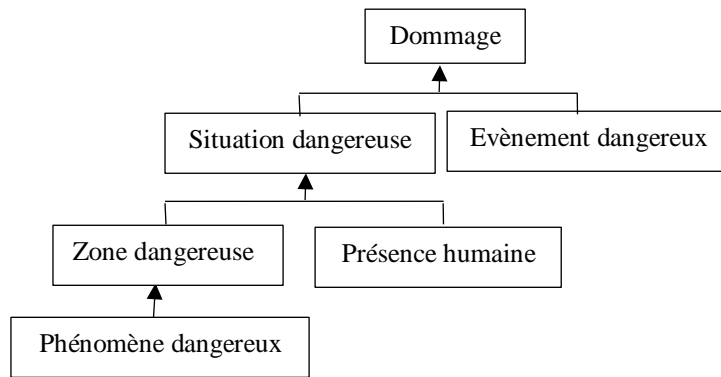 Dommage
Situation dangereuse
Evènement dangereux
Zone dangereuse
Présence humaine
Phénomène dangereux